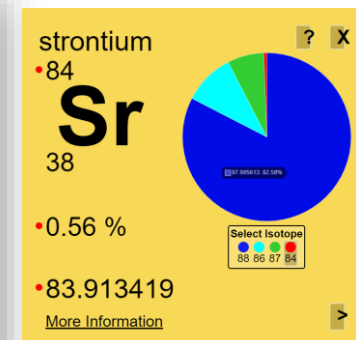 strontium
? X
84
Sr
38
87.905613: 82.58%
0.56 %
Select Isotope
88 86 87 84
83.913419
More Information
>